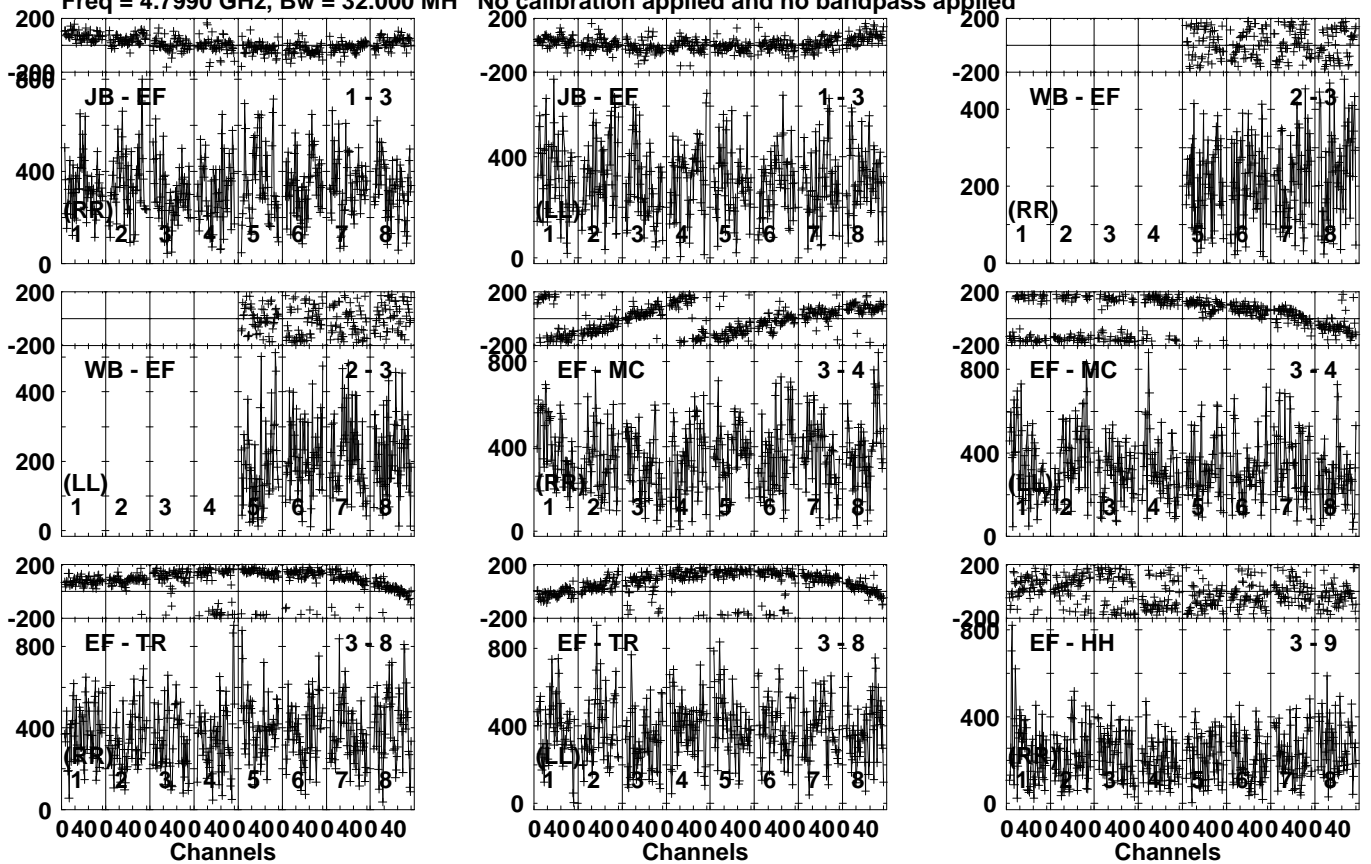 Freq = 4.7990 GHz, Bw = 32.000 MH No calibration applied and no bandpass applied
200
-200
800
JB - EF 1 - 3
400
(RR)
1 2 3 4 5 6 7 8
0
200
-200
JB - EF 1 - 3
400
(LL)
1 2 3 4 5 6 7 8
0
200
-200
WB - EF 2 - 3
400
200
(RR)
1 2 3 4 5 6 7 8
0
200
-200
WB - EF 2 - 3
400
200
(LL)
1 2 3 4 5 6 7 8
0
200
-200
800
EF - MC 3 - 4
400
(RR)
1 2 3 4 5 6 7 8
0
200
-200
EF - MC 3 - 4
800
400
(LL)
1 2 3 4 5 6 7 8
0
200
-200
EF - TR 3 - 8
800
400
(RR)
1 2 3 4 5 6 7 8
0
0 40 0 40 0 40 0 40 0 40 0 40 0 40 0 40
Channels
200
-200
EF - TR 3 - 8
800
400
(LL)
1 2 3 4 5 6 7 8
0
0 40 0 40 0 40 0 40 0 40 0 40 0 40 0 40
Channels
200
-200
800
EF - HH 3 - 9
400
(RR)
1 2 3 4 5 6 7 8
0
0 40 0 40 0 40 0 40 0 40 0 40 0 40 0 40
Channels